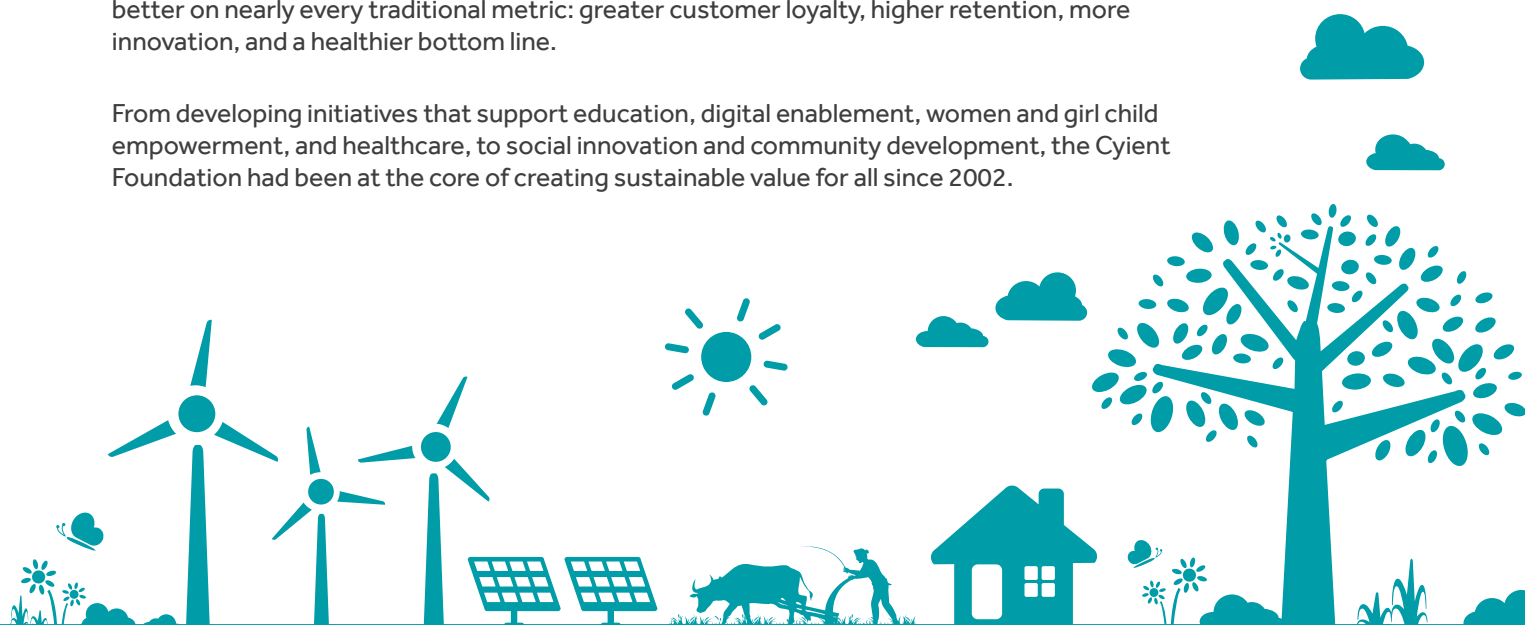 better on nearly every traditional metric: greater customer loyalty, higher retention, more
innovation, and a healthier bottom line.
From developing initiatives that support education, digital enablement, women and girl child
empowerment, and healthcare, to social innovation and community development, the Cyient
Foundation had been at the core of creating sustainable value for all since 2002.